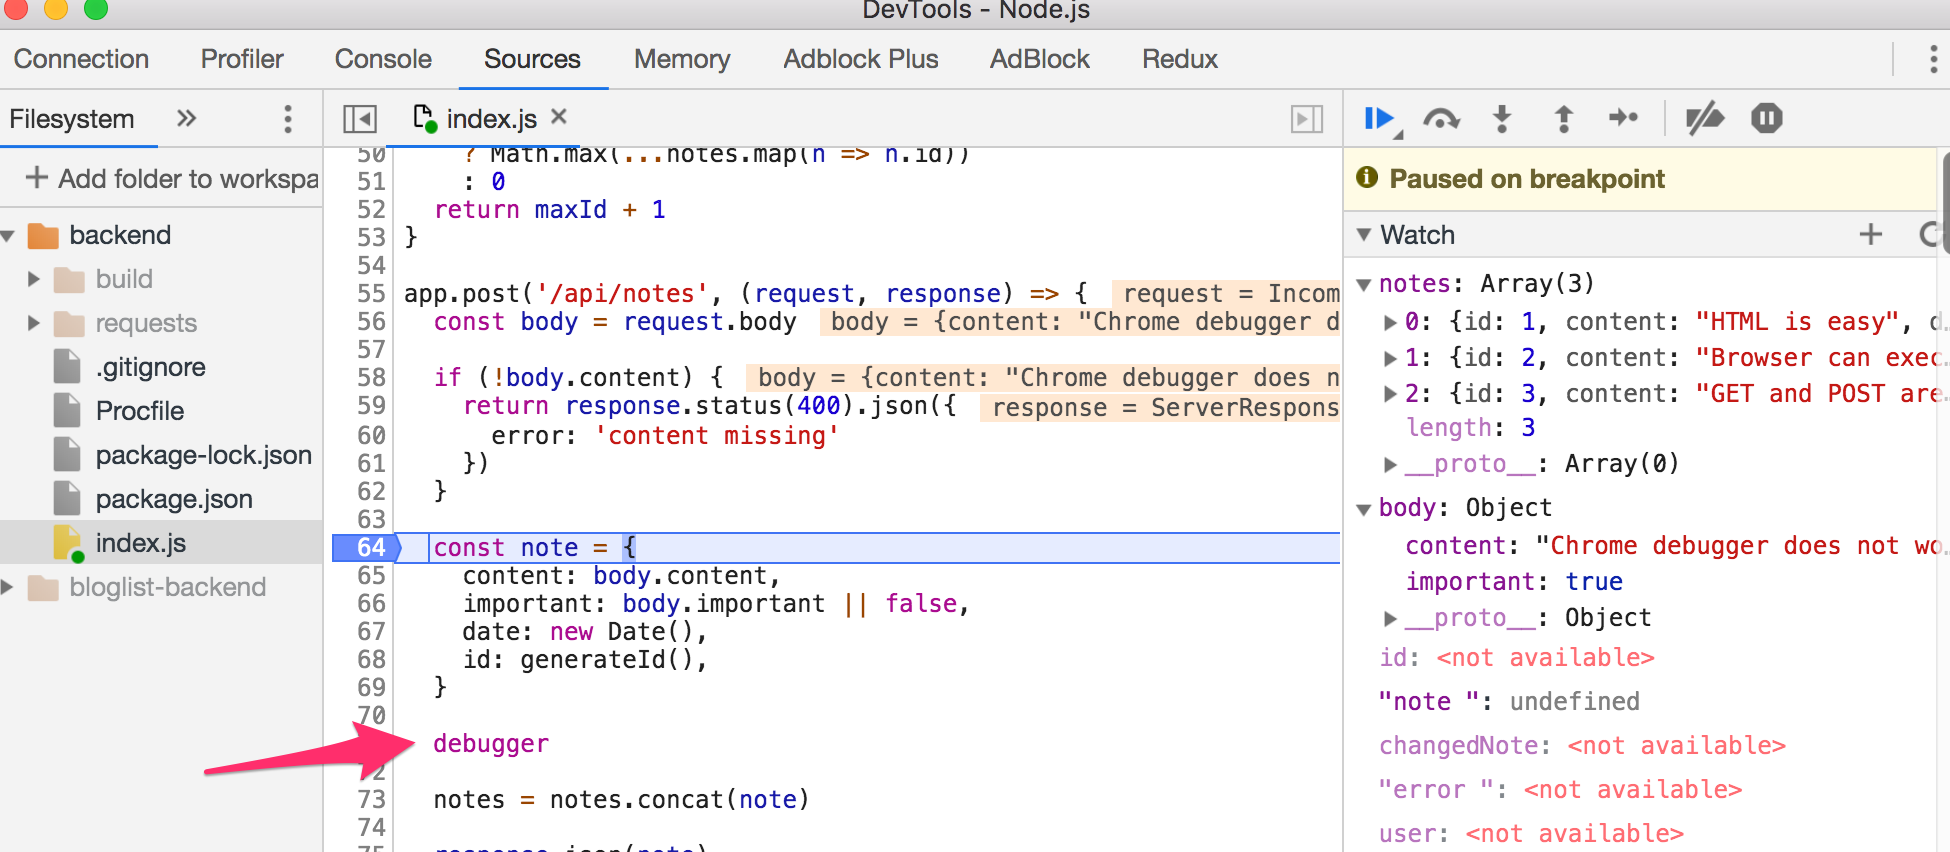 DevTools - Node.js
Connection Profiler Console Sources Memory Adblock Plus AdBlock Redux
Filesystem »
index.js ×
+ Add folder to workspa
backend
build
requests
.gitignore
Procfile
package-lock.json
package.json
index.js
bloglist-backend
50 ? Math.max(...notes.map(n => n.id))
51 : 0
52 return maxId + 1
53 }
54
55 app.post('/api/notes', (request, response) => { request = Incom
56 const body = request.body body = {content: "Chrome debugger d
57
58 if (!body.content) { body = {content: "Chrome debugger does n
59 return response.status(400).json({ response = ServerRespons
60 error: 'content missing'
61 })
62 }
63
64 const note = {
65 content: body.content,
66 important: body.important || false,
67 date: new Date(),
68 id: generateId(),
69 }
70
debugger
72
73 notes = notes.concat(note)
74
75 response.json(note)
Paused on breakpoint
Watch
notes: Array(3)
0: {id: 1, content: "HTML is easy", d…
1: {id: 2, content: "Browser can exec…
2: {id: 3, content: "GET and POST are…
length: 3
__proto__: Array(0)
body: Object
content: "Chrome debugger does not wo…
important: true
__proto__: Object
id: <not available>
"note ": undefined
changedNote: <not available>
"error ": <not available>
user: <not available>